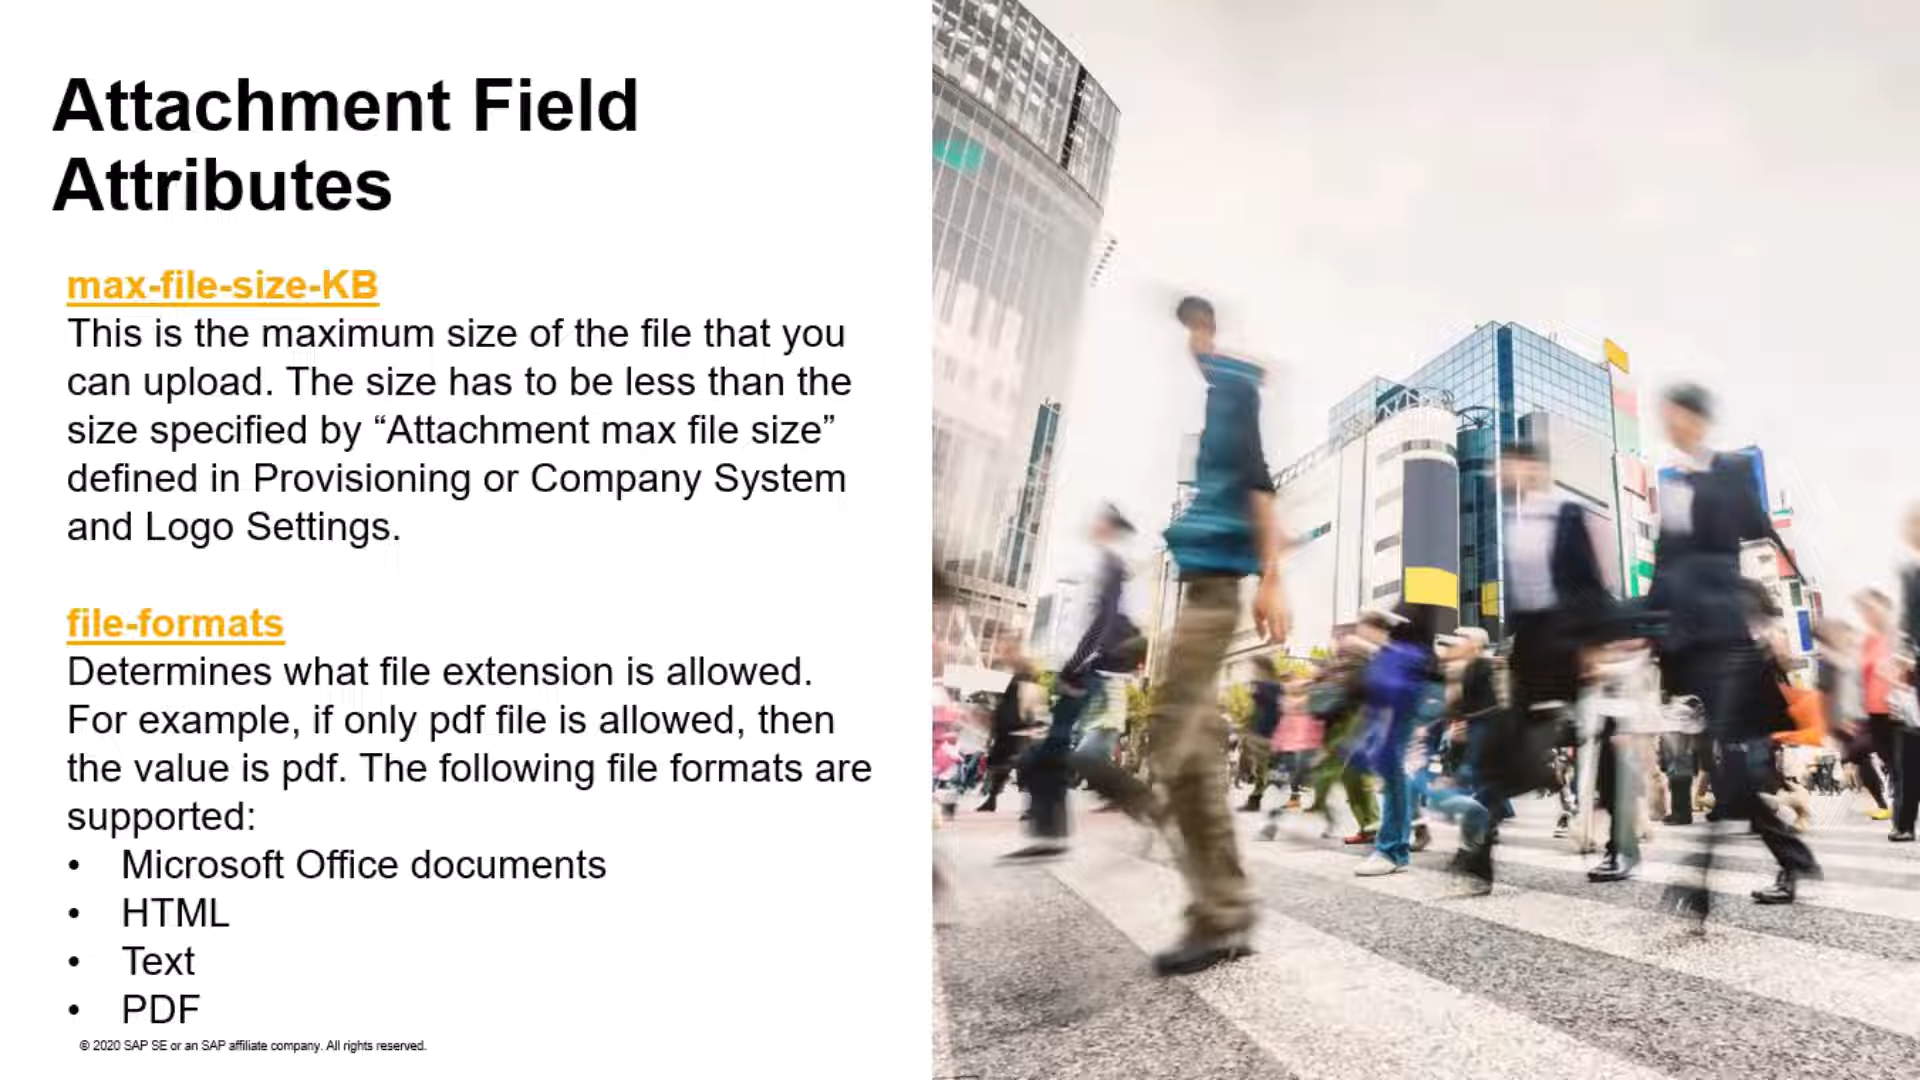 Attachment Field
Attributes
max-file-size-KB
This is the maximum size of the file that you
can upload. The size has to be less than the
size specified by “Attachment max file size”
defined in Provisioning or Company System
and Logo Settings.
file-formats
Determines what file extension is allowed.
For example, if only pdf file is allowed, then
the value is pdf. The following file formats are
supported:
• Microsoft Office documents
• HTML
• Text
• PDF
© 2020 SAP SE or an SAP affiliate company. All rights reserved.